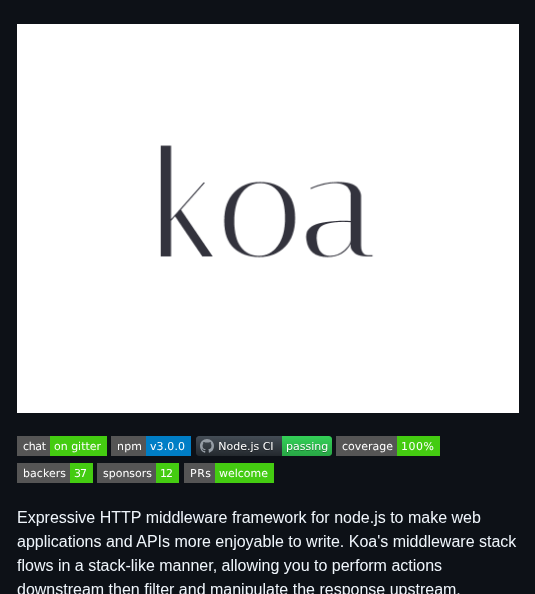 koa
chat on gitter npm v3.0.0 Node.js CI passing coverage 100%
backers 37 sponsors 12 PRs welcome
Expressive HTTP middleware framework for node.js to make web
applications and APIs more enjoyable to write. Koa's middleware stack
flows in a stack-like manner, allowing you to perform actions
downstream then filter and manipulate the response upstream.